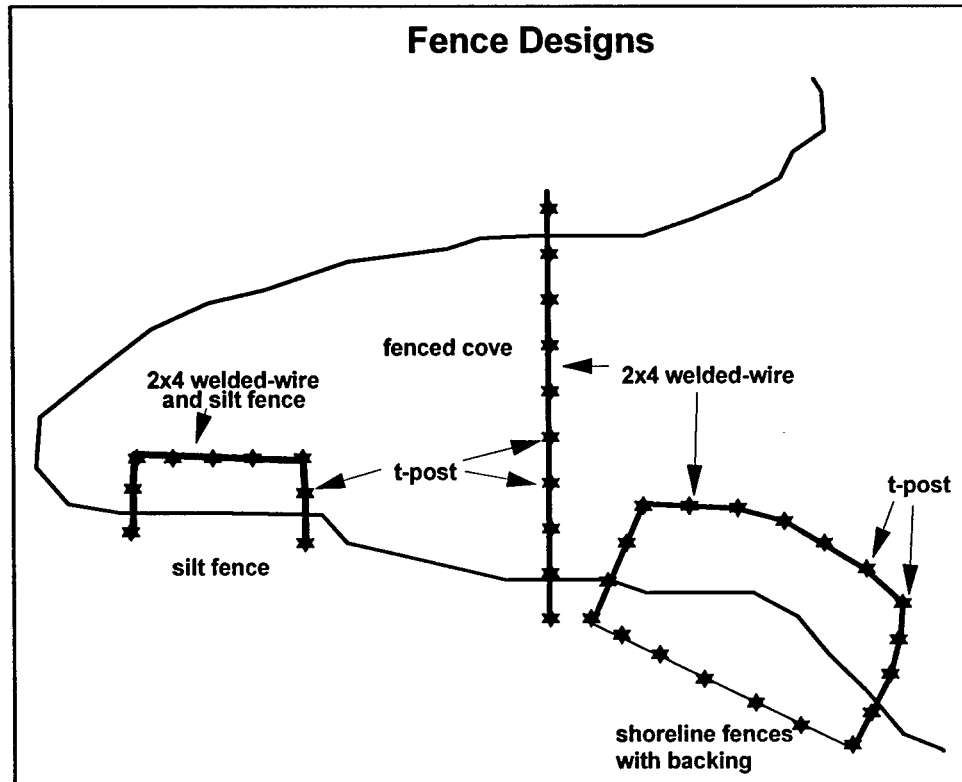 Fence Designs
fenced cove
2x4 welded-wire
and silt fence
2x4 welded-wire
t-post
t-post
silt fence
shoreline fences
with backing